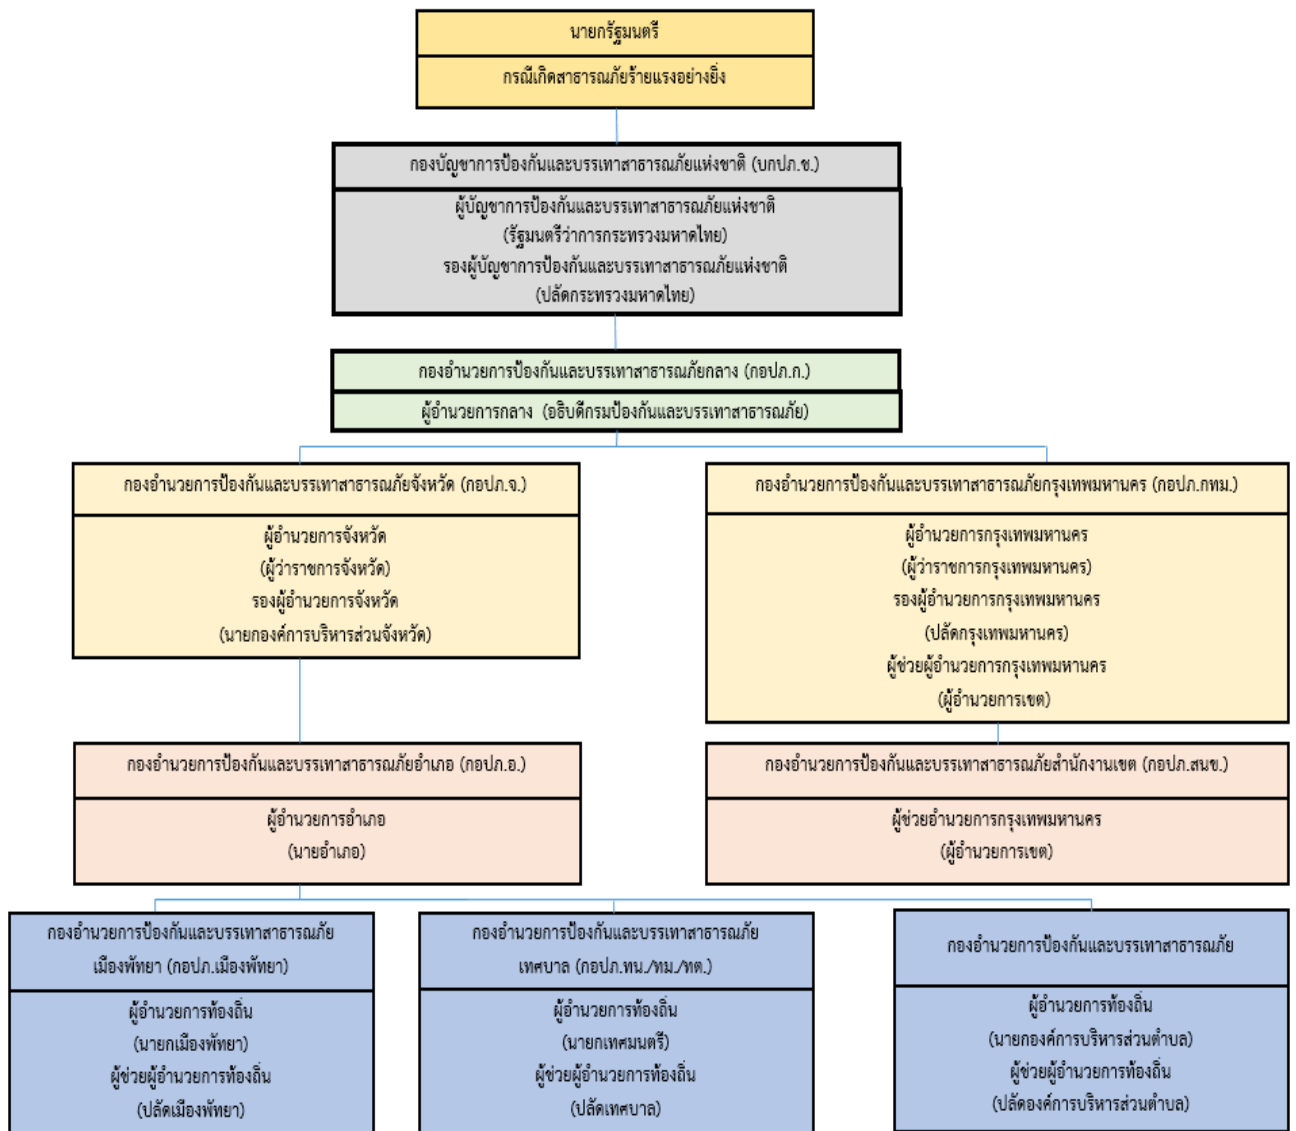 นายกรัฐมนตรี
กรณีเกิดสาธารณภัยร้ายแรงอย่างยิ่ง
กองบัญชาการป้องกันและบรรเทาสาธารณภัยแห่งชาติ (บกปภ.ช.)
ผู้บัญชาการป้องกันและบรรเทาสาธารณภัยแห่งชาติ
(รัฐมนตรีว่าการกระทรวงมหาดไทย)
รองผู้บัญชาการป้องกันและบรรเทาสาธารณภัยแห่งชาติ
(ปลัดกระทรวงมหาดไทย)
กองอำนวยการป้องกันและบรรเทาสาธารณภัยกลาง (กอปภ.ก.)
ผู้อำนวยการกลาง (อธิบดีกรมป้องกันและบรรเทาสาธารณภัย)
กองอำนวยการป้องกันและบรรเทาสาธารณภัยจังหวัด (กอปภ.จ.)
ผู้อำนวยการจังหวัด
(ผู้ว่าราชการจังหวัด)
รองผู้อำนวยการจังหวัด
(นายกองค์การบริหารส่วนจังหวัด)
กองอำนวยการป้องกันและบรรเทาสาธารณภัยกรุงเทพมหานคร (กอปภ.กทม.)
ผู้อำนวยการกรุงเทพมหานคร
(ผู้ว่าราชการกรุงเทพมหานคร)
รองผู้อำนวยการกรุงเทพมหานคร
(ปลัดกรุงเทพมหานคร)
ผู้ช่วยผู้อำนวยการกรุงเทพมหานคร
(ผู้อำนวยการเขต)
กองอำนวยการป้องกันและบรรเทาสาธารณภัยอำเภอ (กอปภ.อ.)
ผู้อำนวยการอำเภอ
(นายอำเภอ)
กองอำนวยการป้องกันและบรรเทาสาธารณภัยสำนักงานเขต (กอปภ.สนข.)
ผู้ช่วยอำนวยการกรุงเทพมหานคร
(ผู้อำนวยการเขต)
กองอำนวยการป้องกันและบรรเทาสาธารณภัย
เมืองพัทยา (กอปภ.เมืองพัทยา)
ผู้อำนวยการท้องถิ่น
(นายกเมืองพัทยา)
ผู้ช่วยผู้อำนวยการท้องถิ่น
(ปลัดเมืองพัทยา)
กองอำนวยการป้องกันและบรรเทาสาธารณภัย
เทศบาล (กอปภ.ทน./ทม./ทต.)
ผู้อำนวยการท้องถิ่น
(นายกเทศมนตรี)
ผู้ช่วยผู้อำนวยการท้องถิ่น
(ปลัดเทศบาล)
กองอำนวยการป้องกันและบรรเทาสาธารณภัย
ผู้อำนวยการท้องถิ่น
(นายกองค์การบริหารส่วนตำบล)
ผู้ช่วยผู้อำนวยการท้องถิ่น
(ปลัดองค์การบริหารส่วนตำบล)